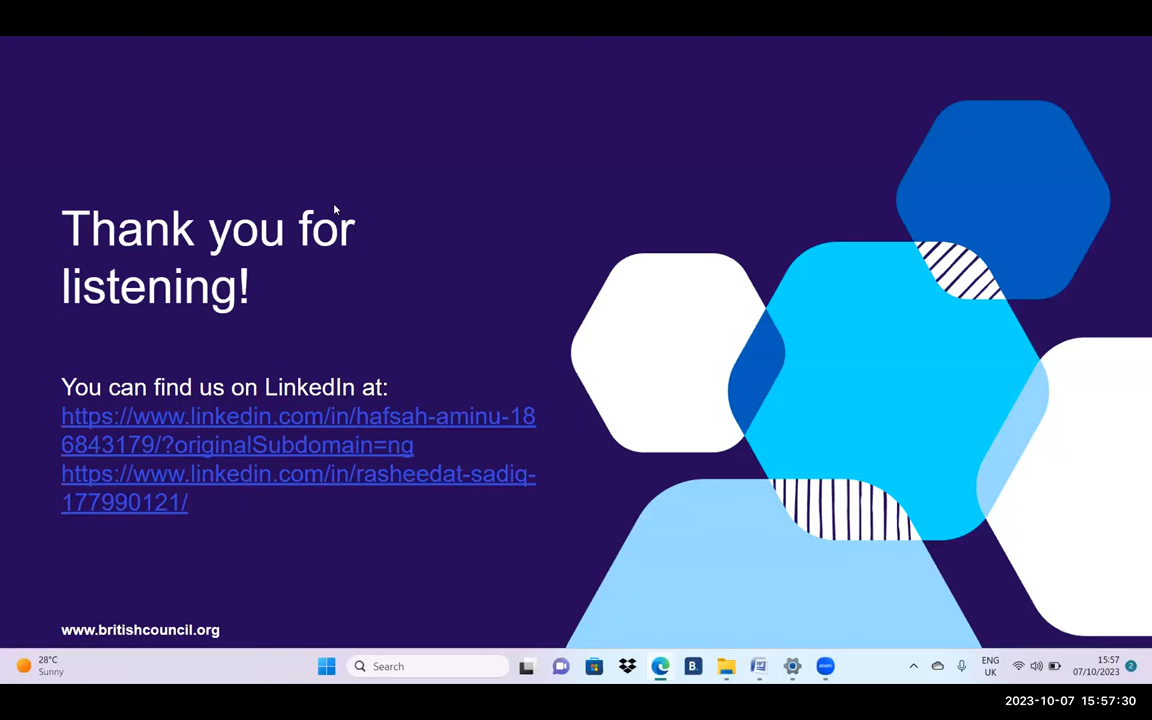 Thank you for
listening!
You can find us on LinkedIn at:
https://www.linkedin.com/in/hafsah-aminu-18
6843179/?originalSubdomain=ng
https://www.linkedin.com/in/rasheedat-sadiq-
177990121/
www.britishcouncil.org
28°C
Sunny
Search
B.
zoom
ENG
UK
15:57
07/10/2023
2
2023-10-07 15:57:30